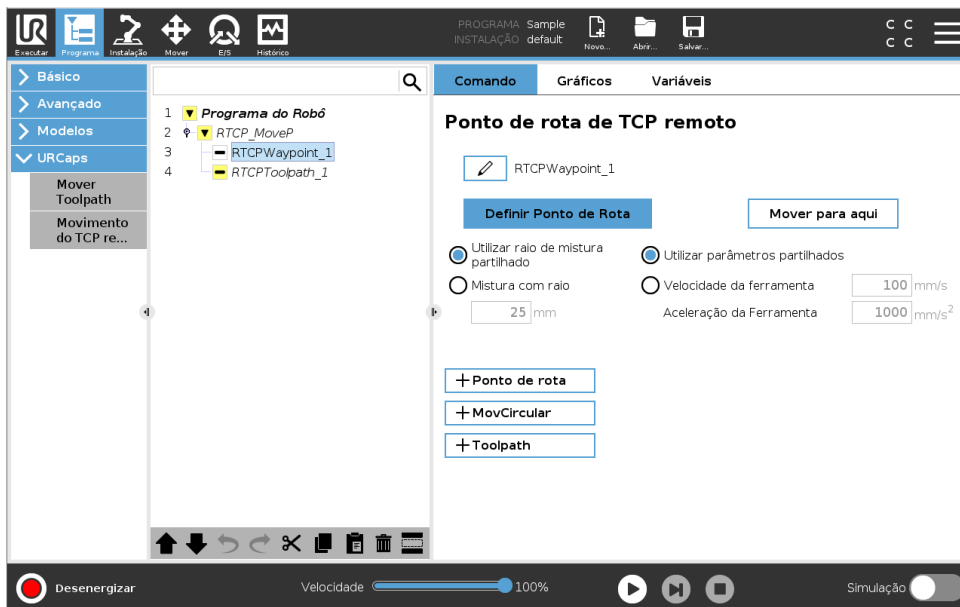 UR
PROGRAMA Sample
INSTALAÇÃO default
C C
C C
Executar Programa Instalação Mover E/S Histórico Novo... Abrir... Salvar...
Básico
Avançado
Modelos
URCaps
Mover
Toolpath
Movimento
do TCP re...
1 Programa do Robô
2 RTCP_MoveP
3 RTCPWaypoint_1
4 RTCPToolpath_1
Comando Gráficos Variáveis
Ponto de rota de TCP remoto
RTCPWaypoint_1
Definir Ponto de Rota Mover para aqui
Utilizar raio de mistura
partilhado
Utilizar parâmetros partilhados
Mistura com raio Velocidade da ferramenta 100 mm/s
25 mm Aceleração da Ferramenta 1000 mm/s²
+ Ponto de rota
+ MovCircular
+ Toolpath
Desenergizar Velocidade 100% Simulação